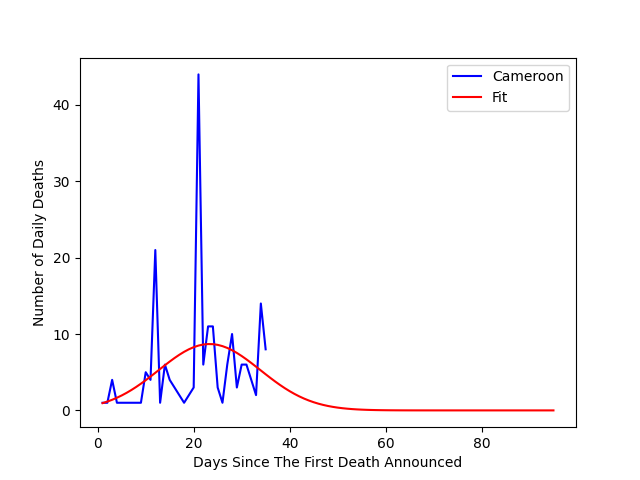 Cameroon
Fit
40
30
20
10
0
Number of Daily Deaths
0 20 40 60 80
Days Since The First Death Announced